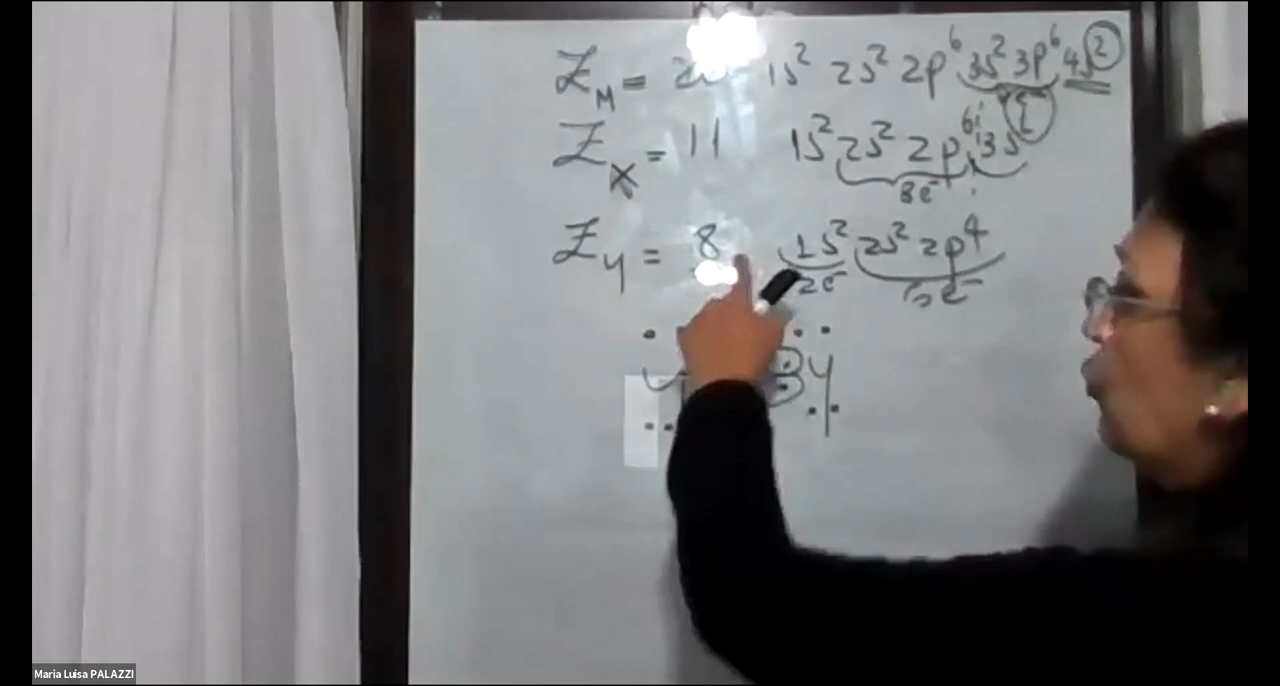 Z_M = 20 1s² 2s² 2p⁶ 3s² 3p⁶ 4s²
8e⁻
Z_X = 11 1s² 2s² 2p⁶ 3s¹
8e⁻
Z_Y = 8 1s² 2s² 2p⁴
2e⁻ 6e⁻
Y
Maria Luisa PALAZZI